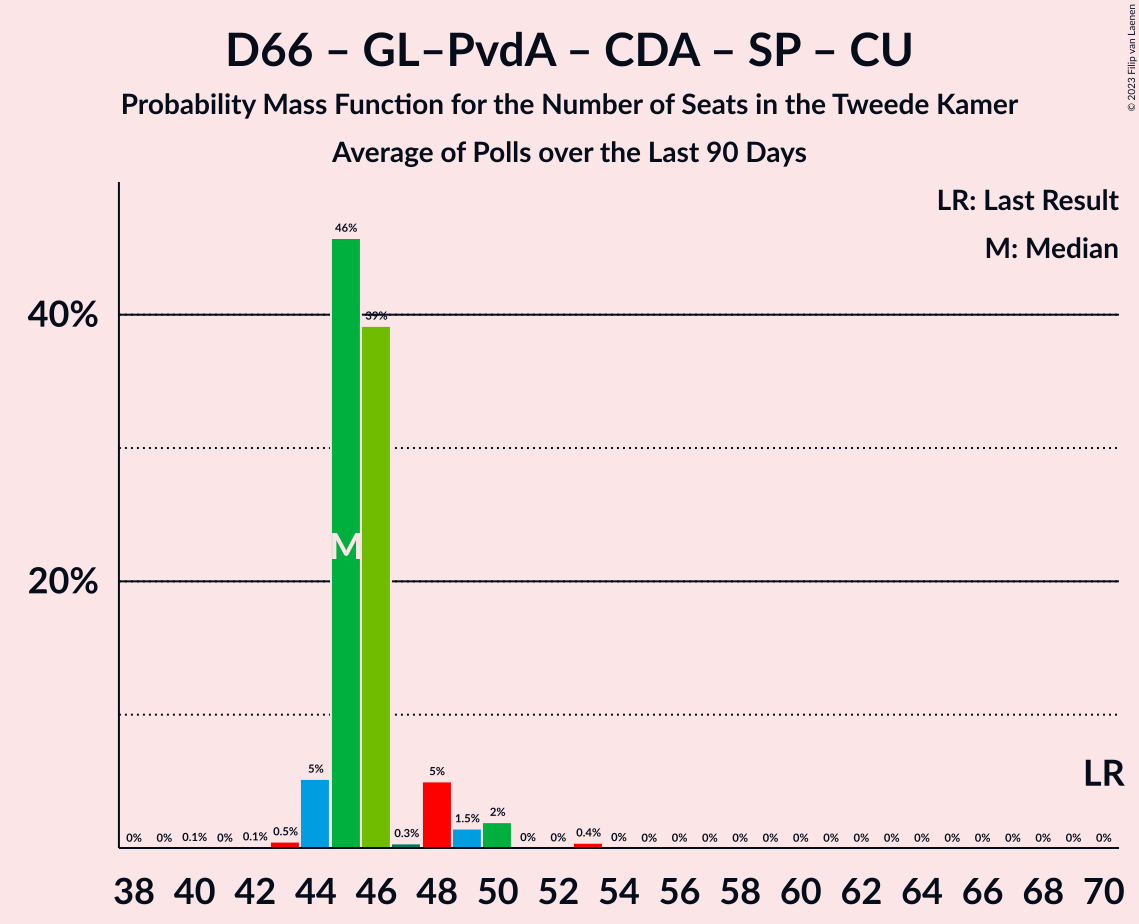 D66 – GL–PvdA – CDA – SP – CU
Probability Mass Function for the Number of Seats in the Tweede Kamer
Average of Polls over the Last 90 Days
© 2023 Filip van Laenen
LR: Last Result
M: Median
46%
40%
39%
M
20%
LR
5%
5%
2%
1.5%
0% 0% 0.1% 0% 0.1% 0.5% 0.3% 0% 0% 0.4% 0% 0% 0% 0% 0% 0% 0% 0% 0% 0% 0% 0% 0% 0% 0% 0% 0%
38 40 42 44 46 48 50 52 54 56 58 60 62 64 66 68 70